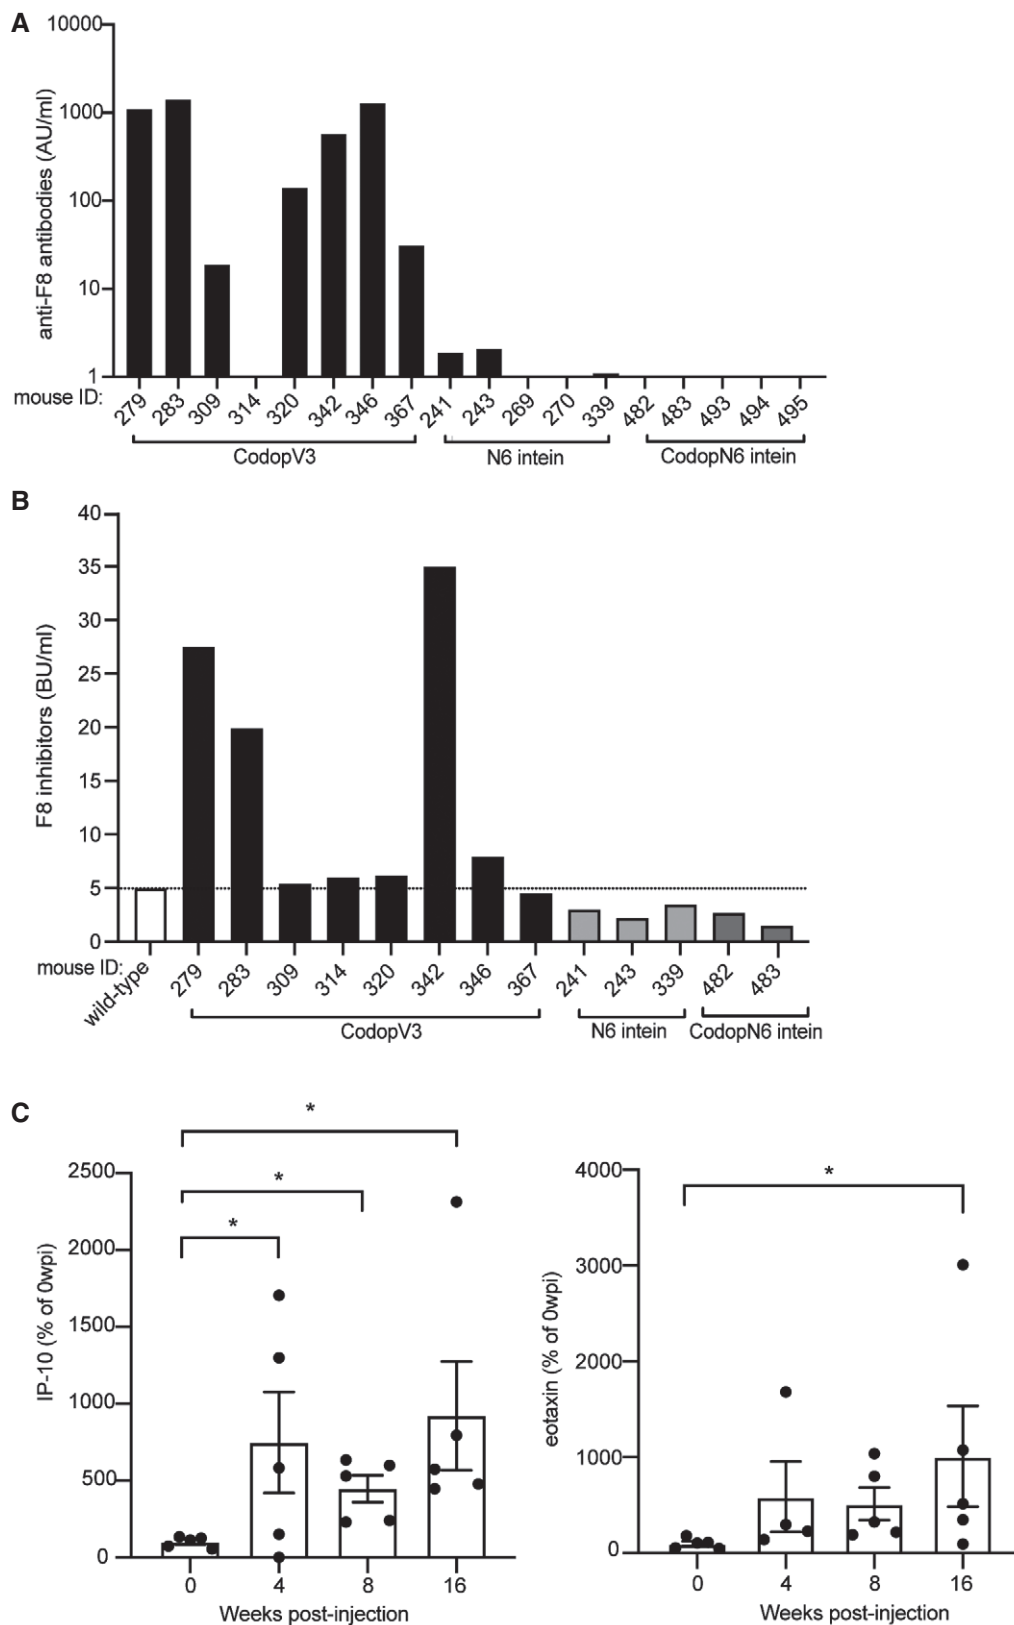 A
anti-F8 antibodies (AU/ml)
10000
1000
100
10
1
mouse ID: 279 283 309 314 320 342 346 367 241 243 269 270 339 482 483 493 494 495
CodopV3 N6 intein CodopN6 intein
B
F8 inhibitors (BU/ml)
40
35
30
25
20
15
10
5
0
mouse ID: wild-type 279 283 309 314 320 342 346 367 241 243 339 482 483
CodopV3 N6 intein CodopN6 intein
C
*
*
*
IP-10 (% of 0wpi)
2500
2000
1500
1000
500
0
0 4 8 16
Weeks post-injection
*
eotaxin (% of 0wpi)
4000
3000
2000
1000
0
0 4 8 16
Weeks post-injection